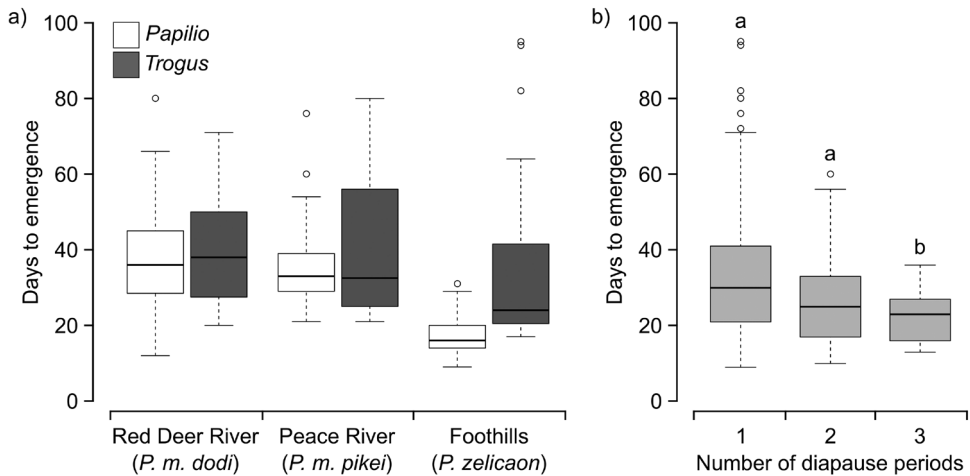 a)
Papilio
Trogus
Days to emergence
100
80
60
40
20
0
Red Deer River
(P. m. dodi)
Peace River
(P. m. pikei)
Foothills
(P. zelicaon)
b)
Days to emergence
100
80
60
40
20
0
a
a
b
1 2 3
Number of diapause periods